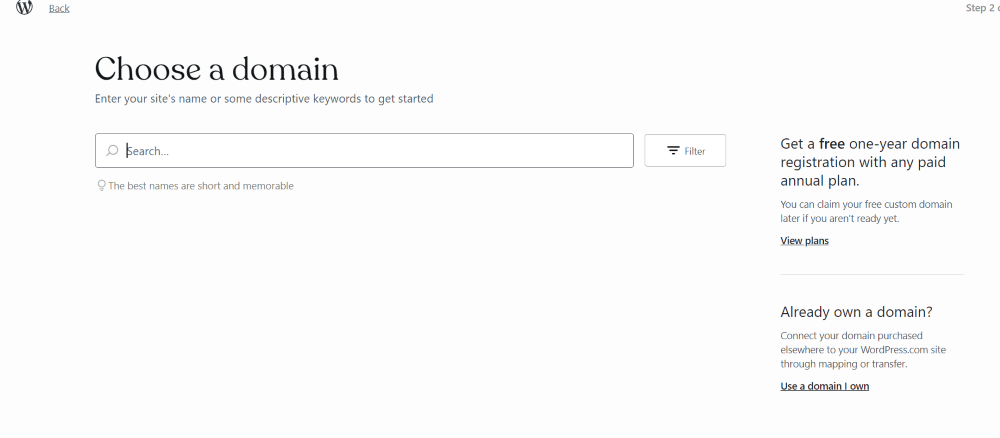 Back
Step 2
Choose a domain
Enter your site's name or some descriptive keywords to get started
Search...
Filter
The best names are short and memorable
Get a free one-year domain
registration with any paid
annual plan.
You can claim your free custom domain
later if you aren't ready yet.
View plans
Already own a domain?
Connect your domain purchased
elsewhere to your WordPress.com site
through mapping or transfer.
Use a domain I own